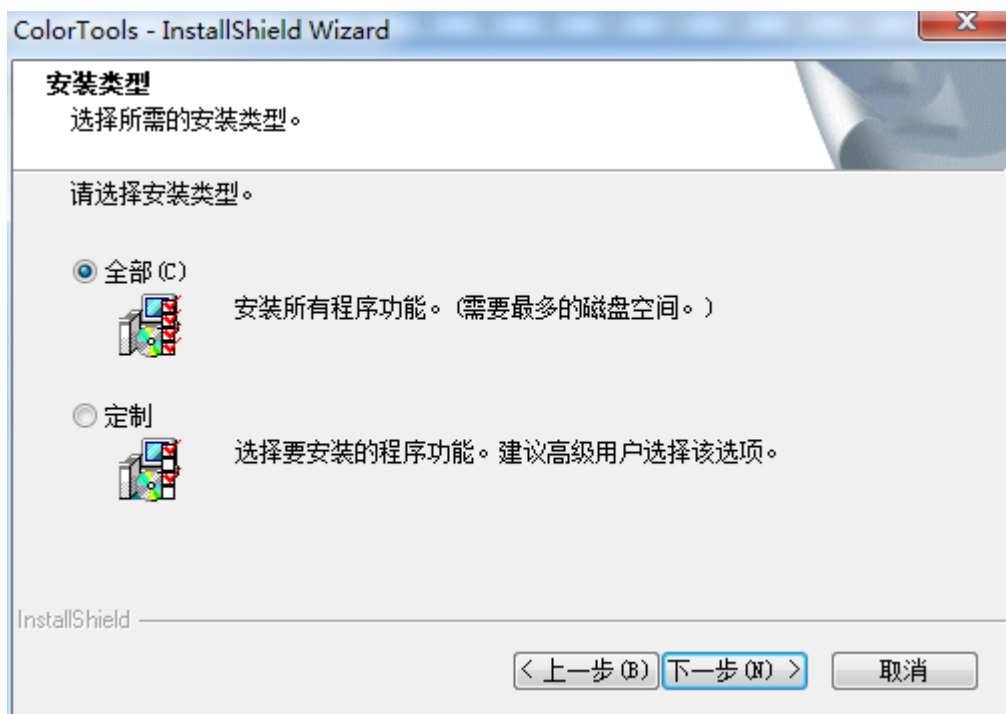 ColorTools - InstallShield Wizard
安装类型
选择所需的安装类型。
请选择安装类型。
全部(C)
安装所有程序功能。(需要最多的磁盘空间。)
定制
选择要安装的程序功能。建议高级用户选择该选项。
InstallShield
< 上一步(B) 下一步(N) > 取消